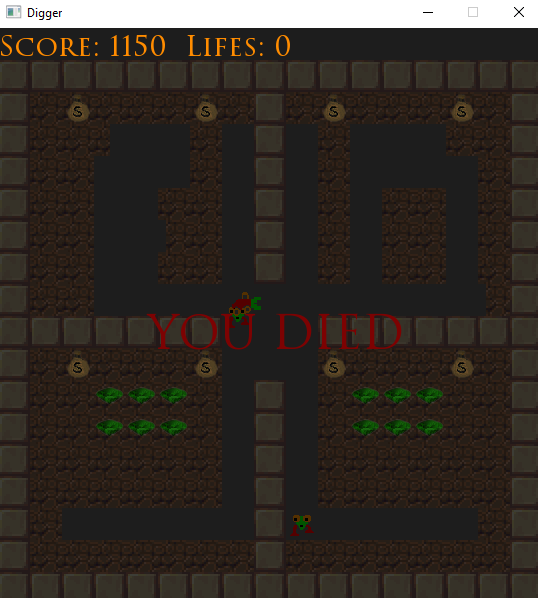 Digger
Score: 1150 Lifes: 0
S S S S
YOU DIED
S S S S